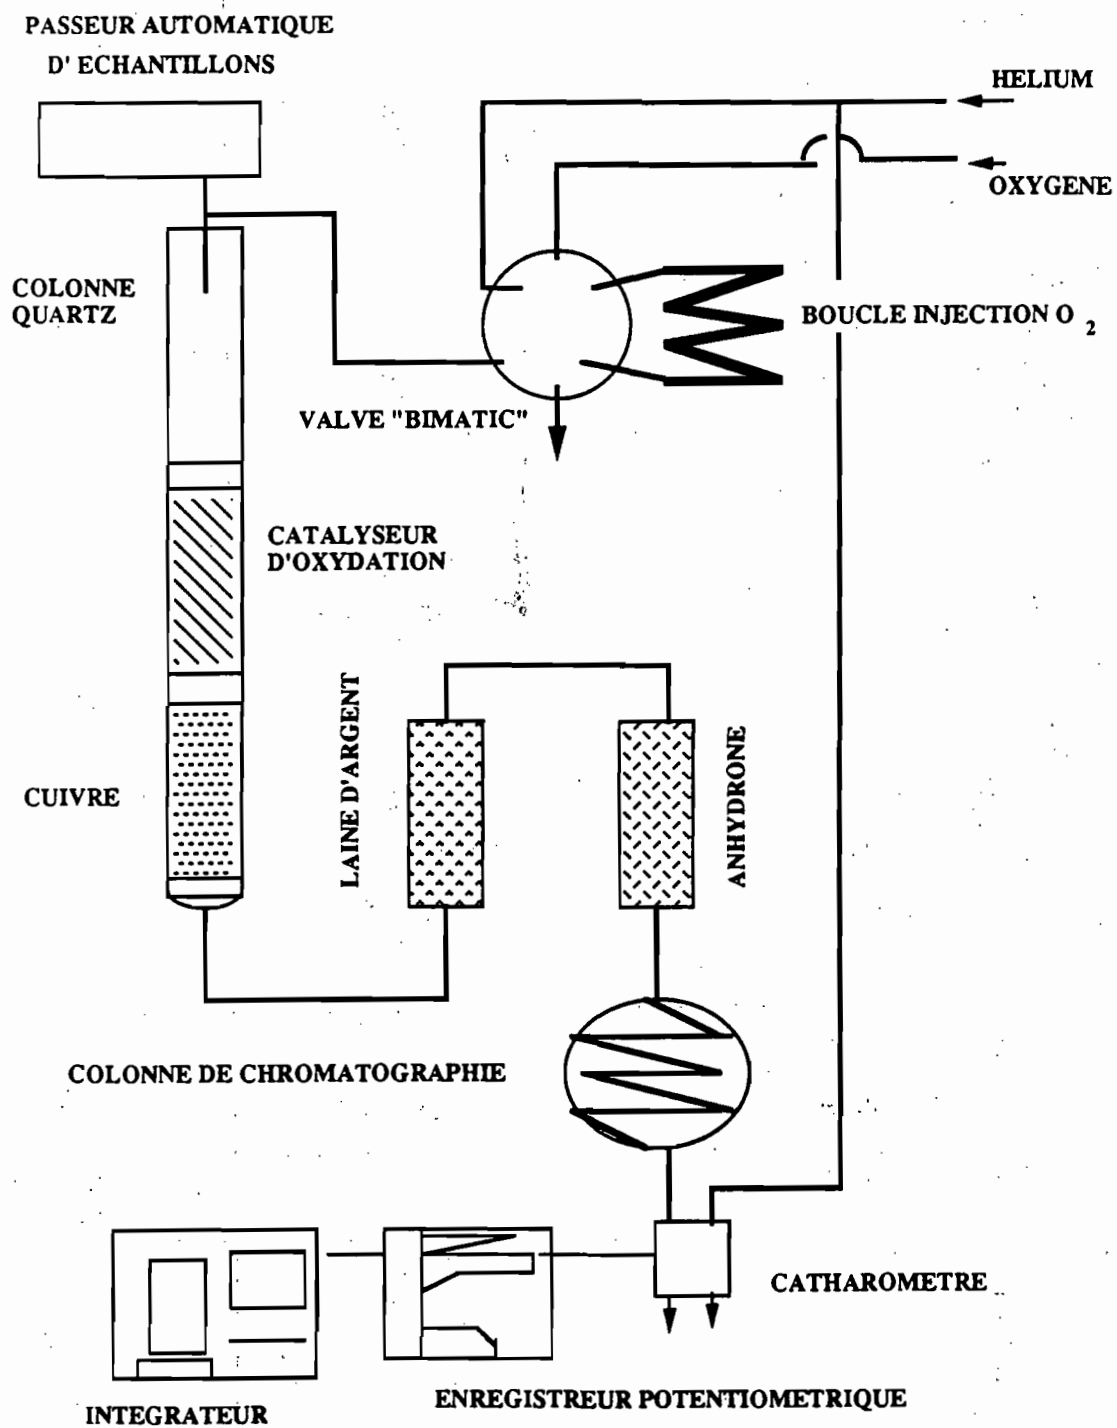 PASSEUR AUTOMATIQUE
D' ECHANTILLONS
HELIUM
OXYGENE
COLONNE
QUARTZ
BOUCLE INJECTION O 2
VALVE "BIMATIC"
CATALYSEUR
D'OXYDATION
LAINE D'ARGENT
ANHYDRONE
CUIVRE
COLONNE DE CHROMATOGRAPHIE
CATHAROMETRE
ENREGISTREUR POTENTIOMETRIQUE
INTEGRATEUR